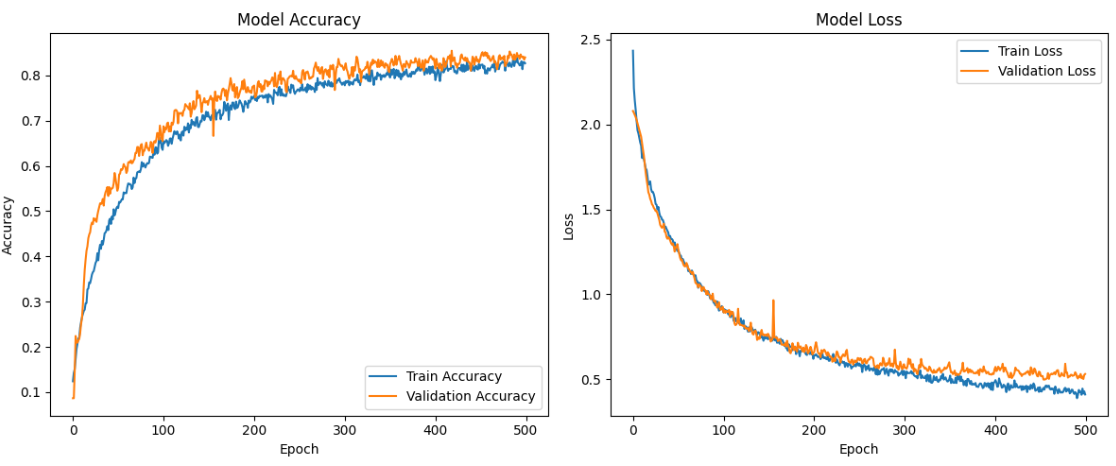 Model Accuracy
Accuracy
0.8
0.7
0.6
0.5
0.4
0.3
0.2
0.1
0
100
200
300
400
500
Epoch
Train Accuracy
Validation Accuracy
Model Loss
Loss
2.5
2.0
1.5
1.0
0.5
0
100
200
300
400
500
Epoch
Train Loss
Validation Loss